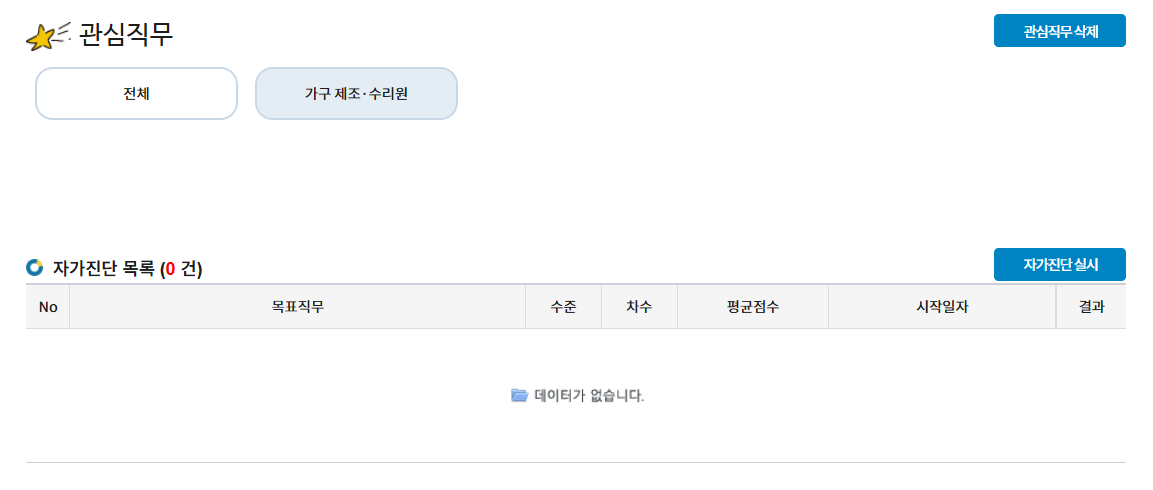 관심직무
관심직무 삭제
전체
가구 제조·수리원
자가진단 목록 (0 건)
자가진단 실시
No 목표직무 수준 차수 평균점수 시작일자 결과
데이터가 없습니다.